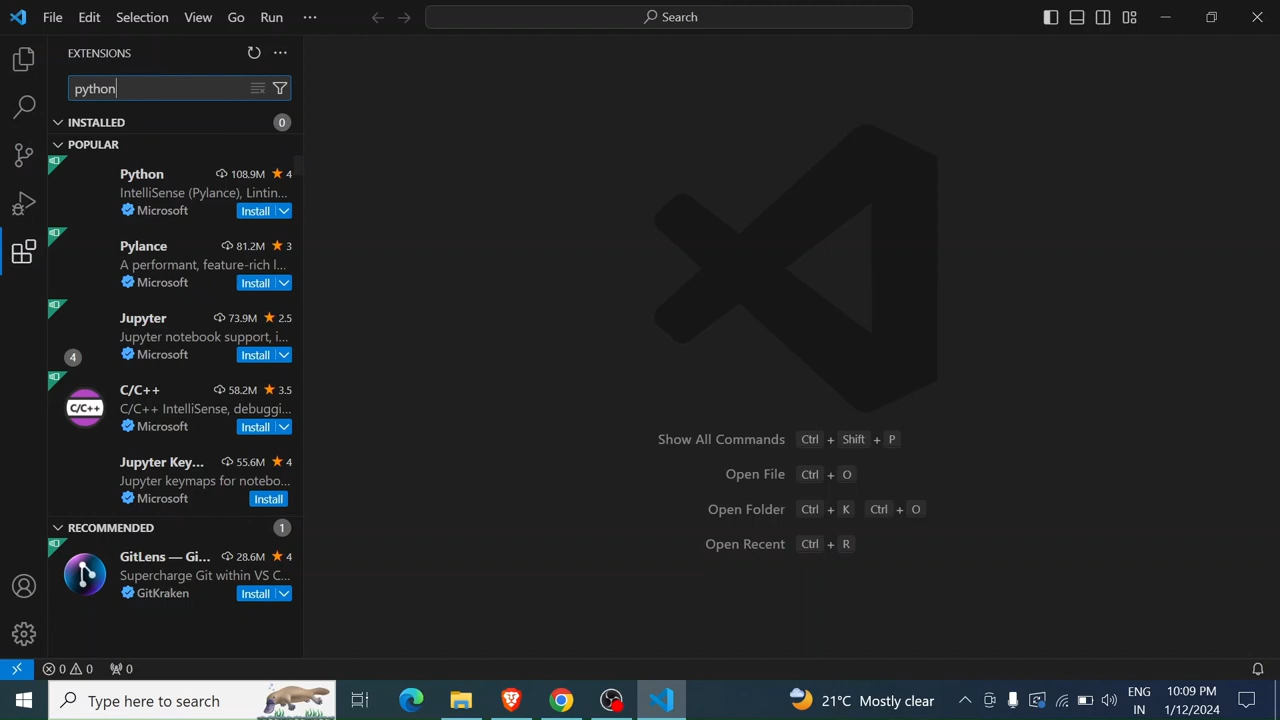 File Edit Selection View Go Run ···
Search
EXTENSIONS
python
INSTALLED 0
POPULAR
Python 108.9M 4
IntelliSense (Pylance), Lintin...
Microsoft Install
Pylance 81.2M 3
A performant, feature-rich l...
Microsoft Install
Jupyter 73.9M 2.5
Jupyter notebook support, i...
4 Microsoft Install
C/C++ 58.2M 3.5
C/C++
C/C++ IntelliSense, debuggi...
Microsoft Install
Jupyter Key... 55.6M 4
Jupyter keymaps for notebo...
Microsoft Install
RECOMMENDED 1
GitLens — Gi... 28.6M 4
Supercharge Git within VS C...
GitKraken Install
Show All Commands Ctrl + Shift + P
Open File Ctrl + O
Open Folder Ctrl + K Ctrl + O
Open Recent Ctrl + R
0 0 0
Type here to search
21°C Mostly clear
ENG
IN
10:09 PM
1/12/2024